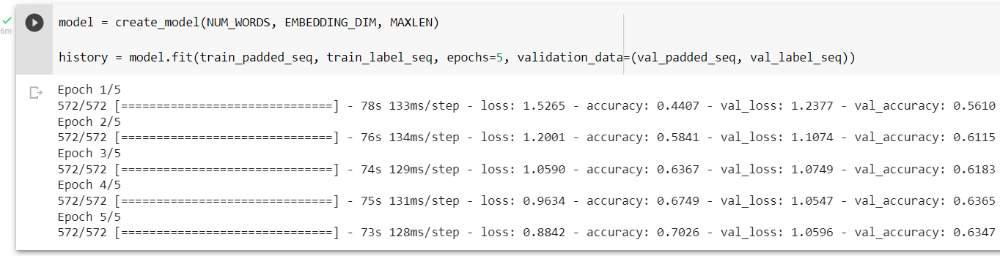 model = create_model(NUM_WORDS, EMBEDDING_DIM, MAXLEN)
6m
history = model.fit(train_padded_seq, train_label_seq, epochs=5, validation_data=(val_padded_seq, val_label_seq))
Epoch 1/5
572/572 [==============================] - 78s 133ms/step - loss: 1.5265 - accuracy: 0.4407 - val_loss: 1.2377 - val_accuracy: 0.5610
Epoch 2/5
572/572 [==============================] - 76s 134ms/step - loss: 1.2001 - accuracy: 0.5841 - val_loss: 1.1074 - val_accuracy: 0.6115
Epoch 3/5
572/572 [==============================] - 74s 129ms/step - loss: 1.0590 - accuracy: 0.6367 - val_loss: 1.0749 - val_accuracy: 0.6183
Epoch 4/5
572/572 [==============================] - 75s 131ms/step - loss: 0.9634 - accuracy: 0.6749 - val_loss: 1.0547 - val_accuracy: 0.6365
Epoch 5/5
572/572 [==============================] - 73s 128ms/step - loss: 0.8842 - accuracy: 0.7026 - val_loss: 1.0596 - val_accuracy: 0.6347